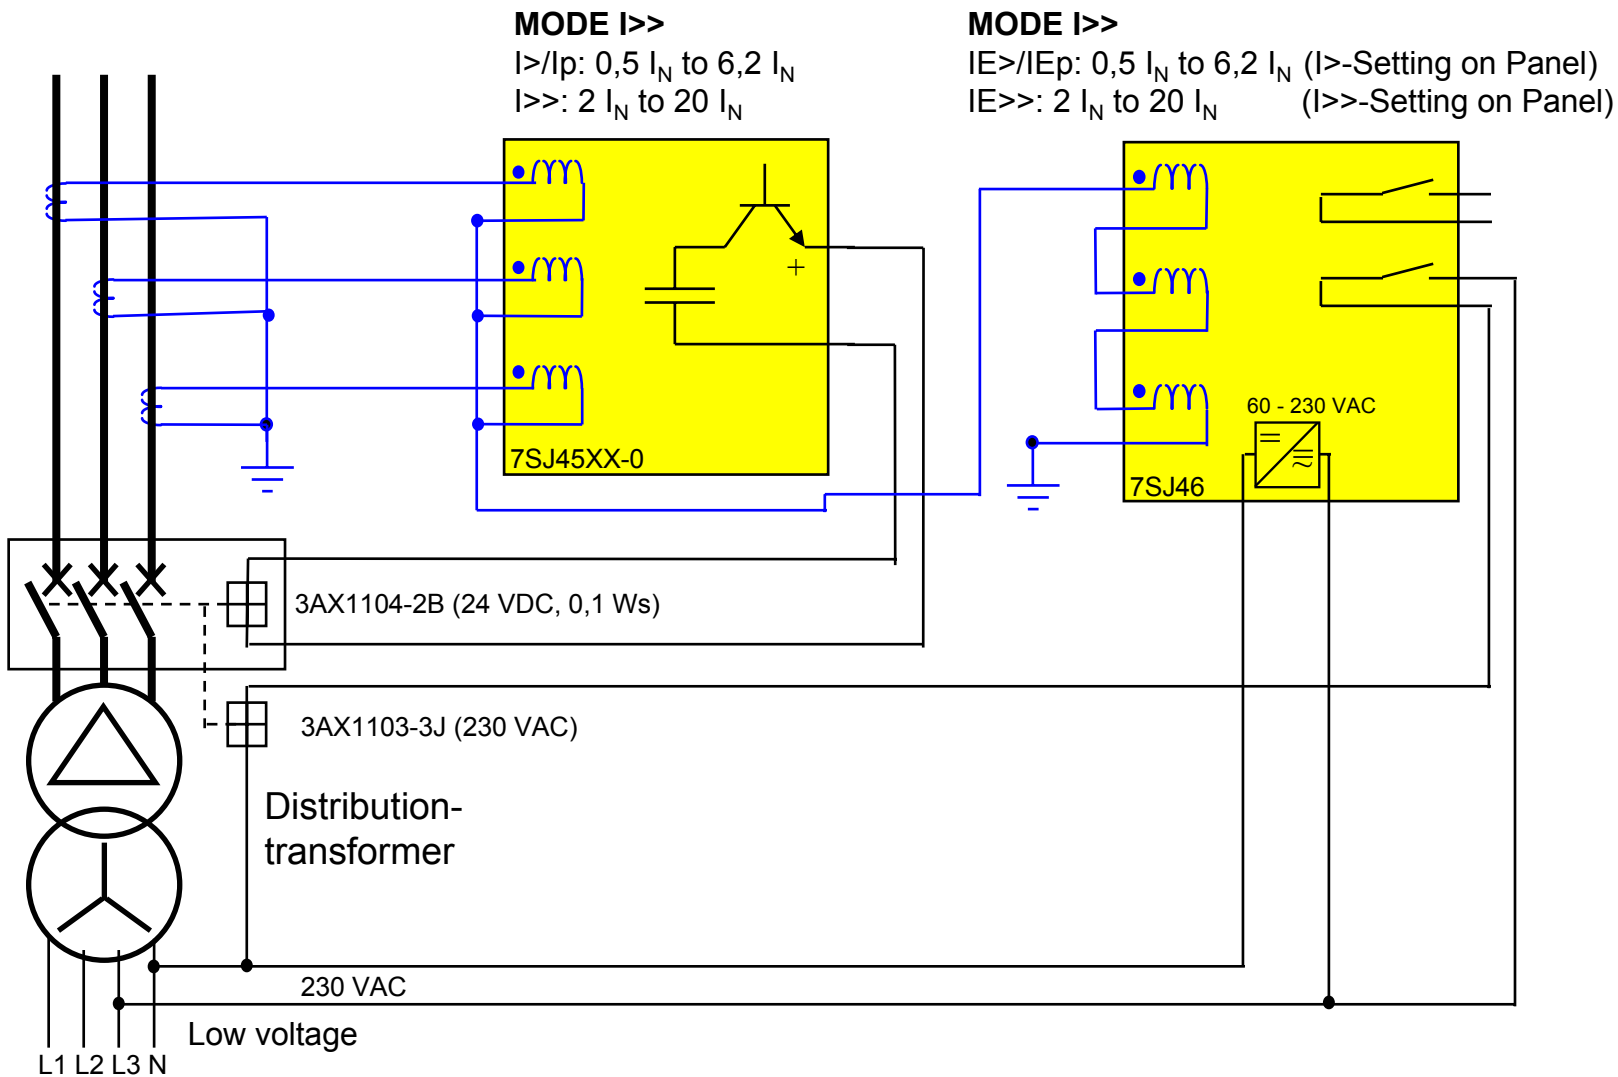 MODE I>>
I>/Ip: 0,5 IN to 6,2 IN
I>>: 2 IN to 20 IN
MODE I>>
IE>/IEp: 0,5 IN to 6,2 IN (I>-Setting on Panel)
IE>>: 2 IN to 20 IN (I>>-Setting on Panel)
+
7SJ45XX-0
60 - 230 VAC
7SJ46
3AX1104-2B (24 VDC, 0,1 Ws)
3AX1103-3J (230 VAC)
Distribution-
transformer
230 VAC
Low voltage
L1 L2 L3 N